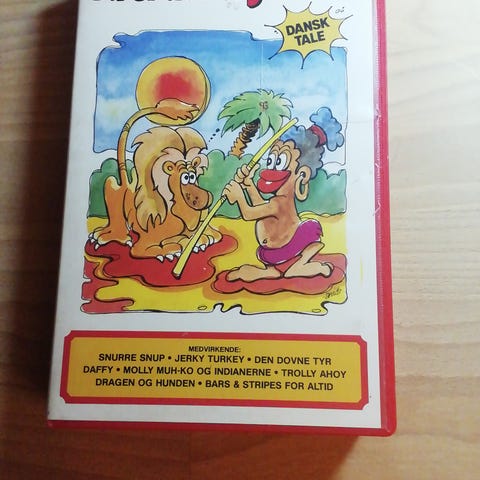 DANSK
TALE
MEDVIRKENDE:
SNURRE SNUP • JERKY TURKEY • DEN DOVNE TYR
DAFFY • MOLLY MUH-KO OG INDIANERNE • TROLLY AHOY
DRAGEN OG HUNDEN • BARS & STRIPES FOR ALTID